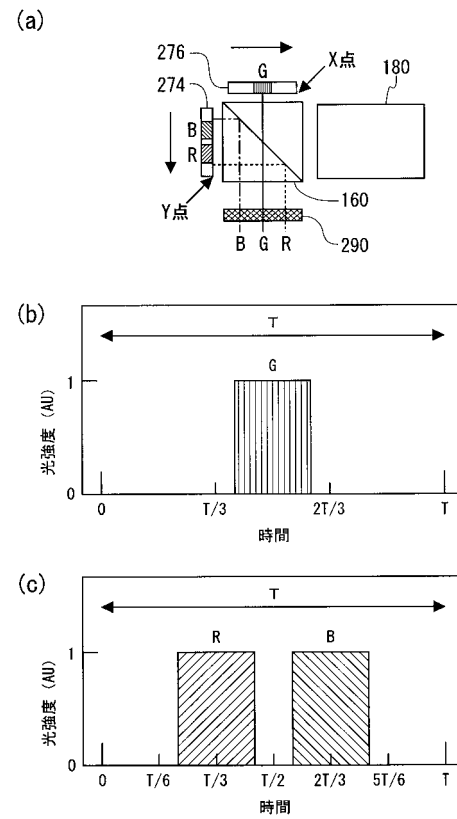 (a)
276
G
X点
274
180
B
R
Y点
160
B G R
290
(b)
T
G
1
0
光強度 (AU)
0 T/3 2T/3 T
時間
(c)
T
R B
1
0
光強度 (AU)
0 T/6 T/3 T/2 2T/3 5T/6 T
時間